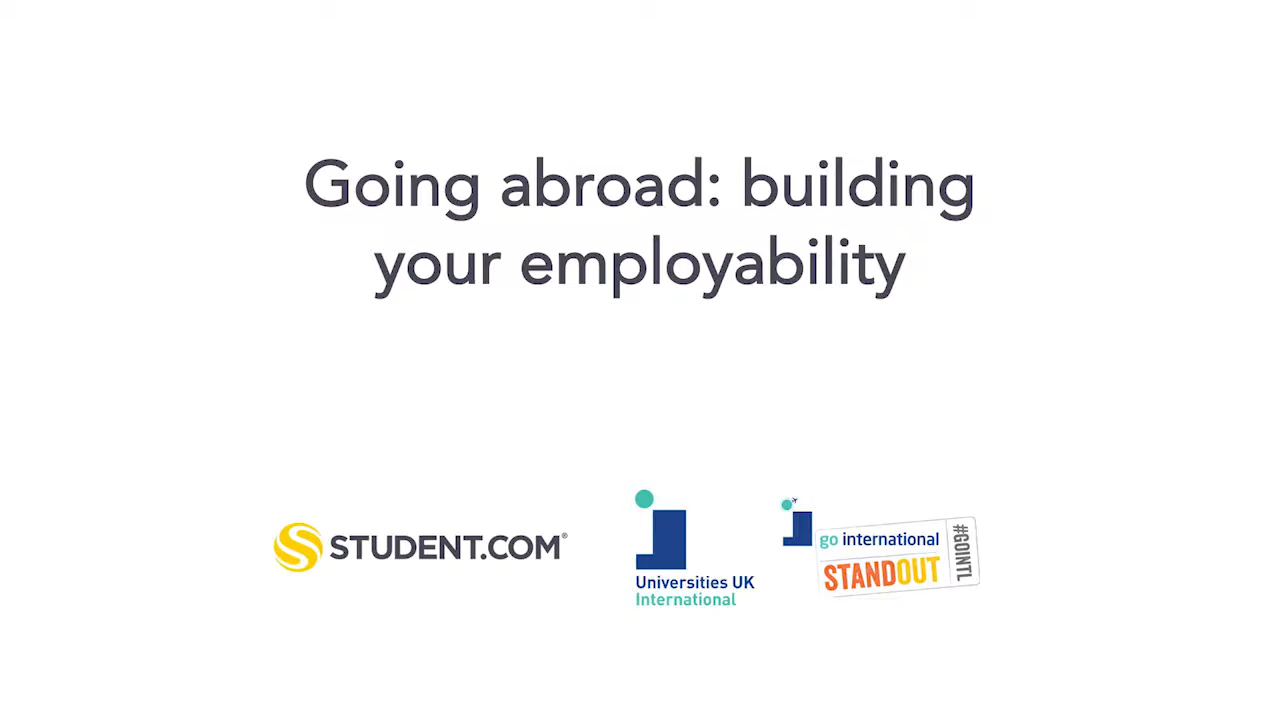 Going abroad: building
your employability
STUDENT.COM®
Universities UK
International
go international
STANDOUT
#GOINTL